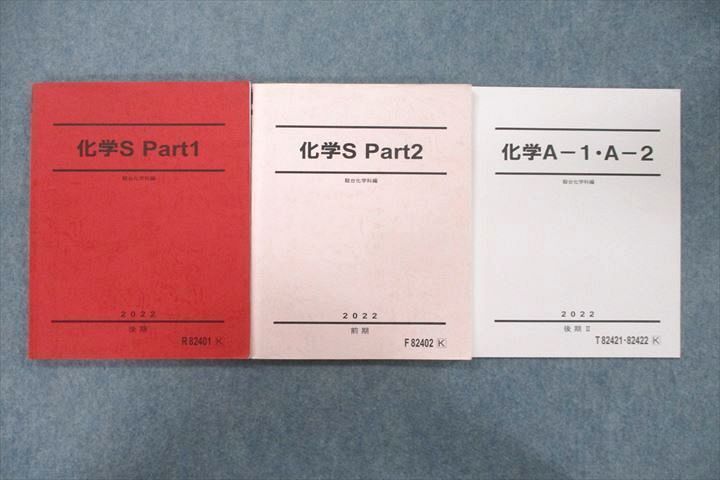 化学S Part1
駿台化学科編
2022
後期
R 82401 K
化学S Part2
駿台化学科編
2022
前期
F 82402 K
化学A－1・A－2
駿台化学科編
2022
後期Ⅱ
T 82421・82422 K